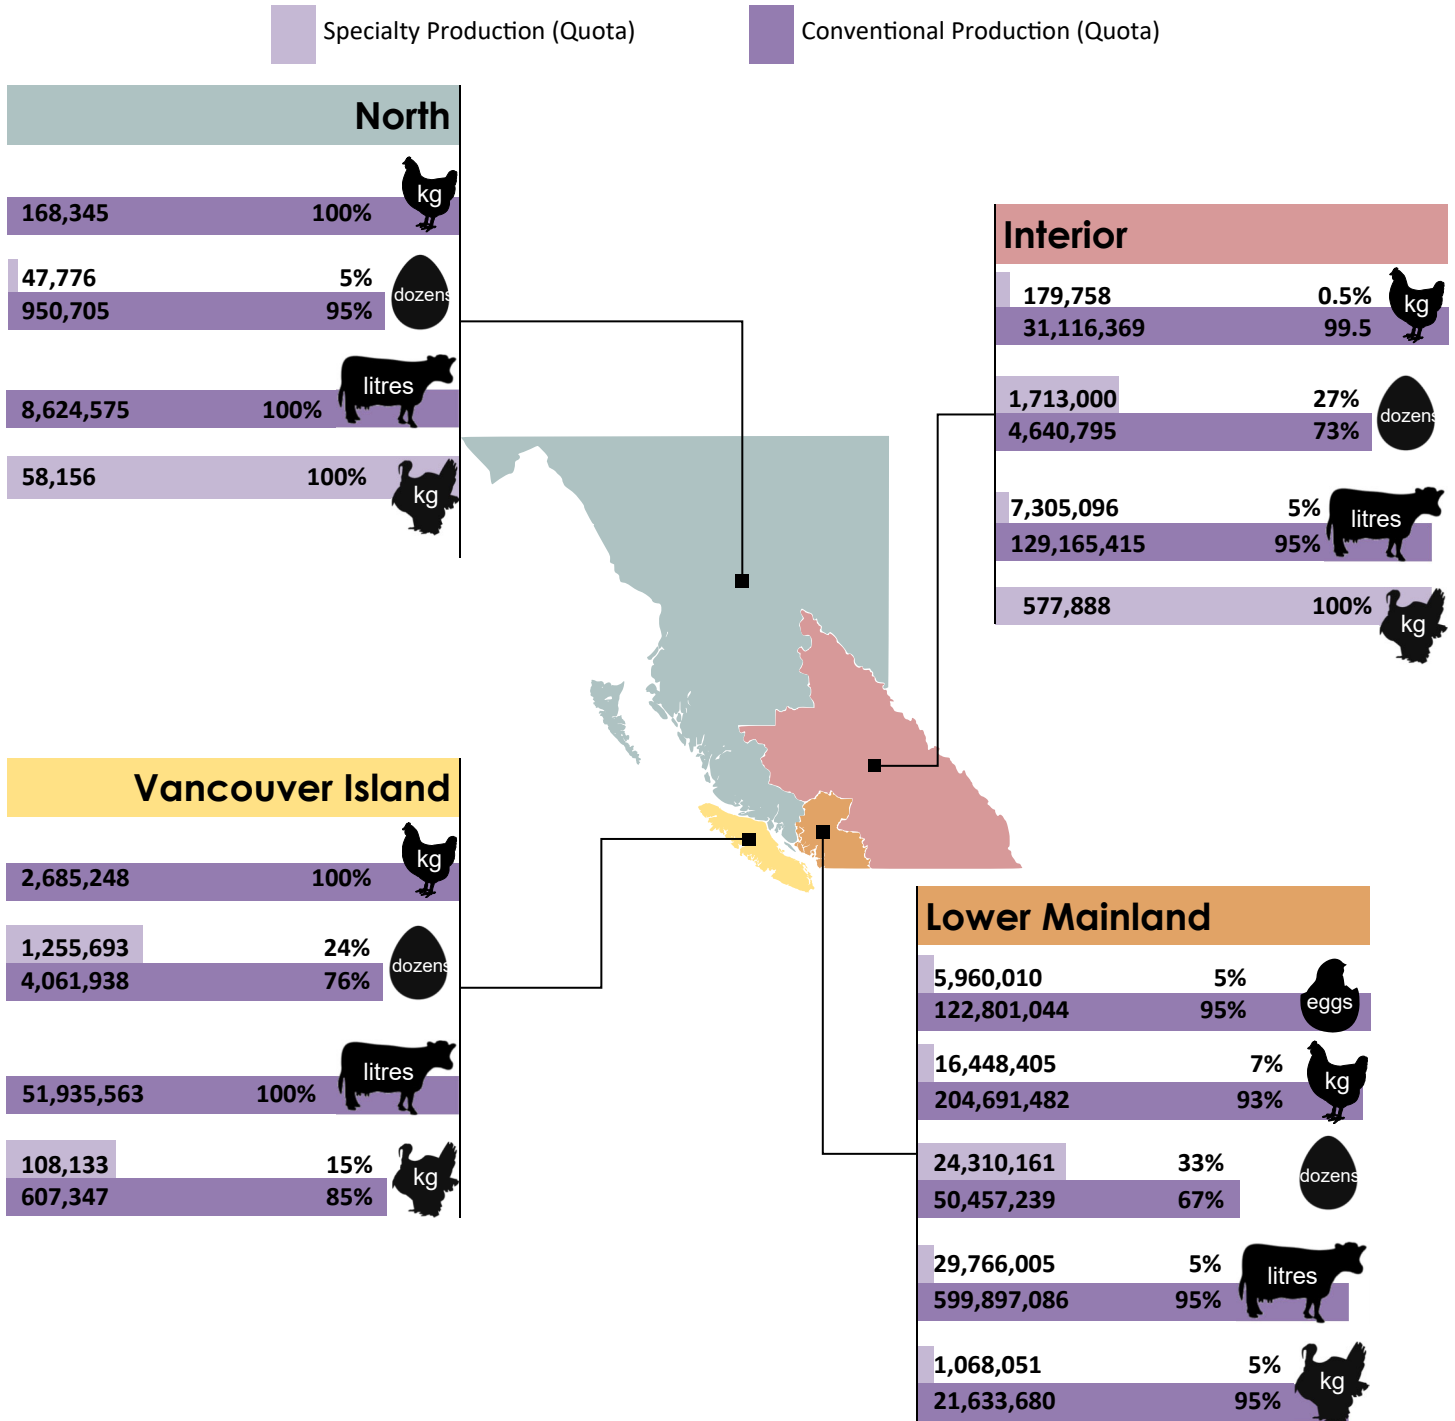 Specialty Production (Quota)
Conventional Production (Quota)
North
kg
168,345 100%
47,776 5%
dozens
950,705 95%
litres
8,624,575 100%
58,156 100%
kg
Interior
179,758 0.5%
kg
31,116,369 99.5
1,713,000 27%
dozens
4,640,795 73%
7,305,096 5%
litres
129,165,415 95%
577,888 100%
kg
Vancouver Island
kg
2,685,248 100%
1,255,693 24%
dozens
4,061,938 76%
litres
51,935,563 100%
108,133 15%
kg
607,347 85%
Lower Mainland
5,960,010 5%
eggs
122,801,044 95%
16,448,405 7%
kg
204,691,482 93%
24,310,161 33%
dozens
50,457,239 67%
29,766,005 5%
litres
599,897,086 95%
1,068,051 5%
kg
21,633,680 95%